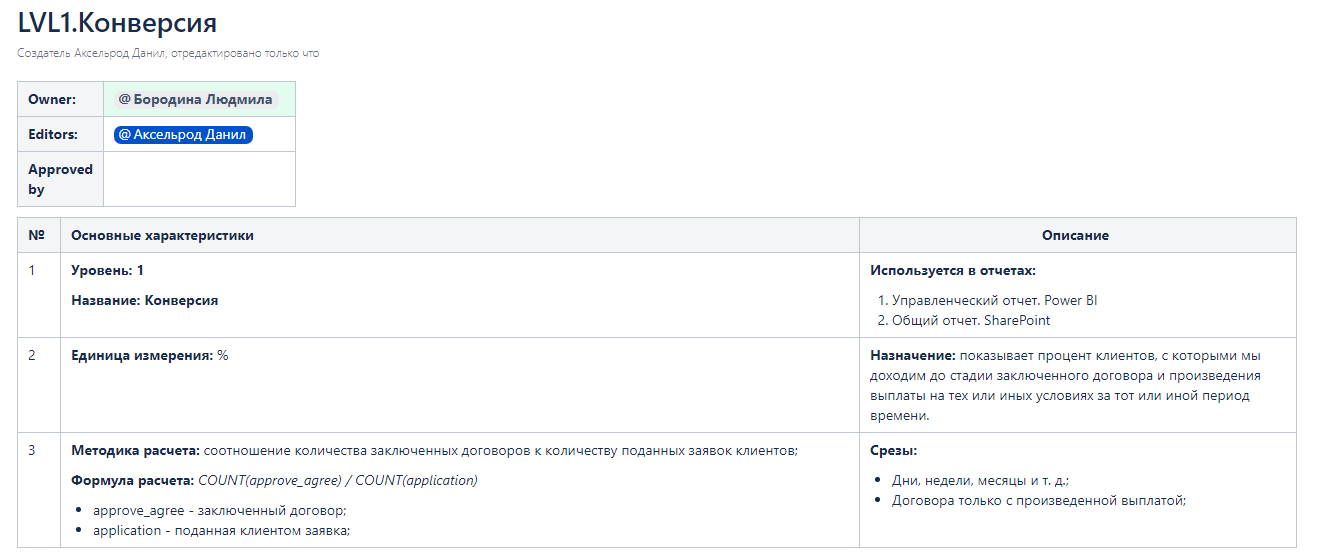 LVL1.Конверсия
Создатель Аксельрод Данил, отредактировано только что
Owner: @ Бородина Людмила
Editors: @ Аксельрод Данил
Approved
by
№ Основные характеристики Описание
1 Уровень: 1 Используется в отчетах:
Название: Конверсия 1. Управленческий отчет. Power BI
2. Общий отчет. SharePoint
2 Единица измерения: % Назначение: показывает процент клиентов, с которыми мы
доходим до стадии заключенного договора и произведения
выплаты на тех или иных условиях за тот или иной период
времени.
3 Методика расчета: соотношение количества заключенных договоров к количеству поданных заявок клиентов; Срезы:
Формула расчета: COUNT(approve_agree) / COUNT(application) • Дни, недели, месяцы и т. д.;
• approve_agree - заключенный договор; • Договора только с произведенной выплатой;
• application - поданная клиентом заявка;